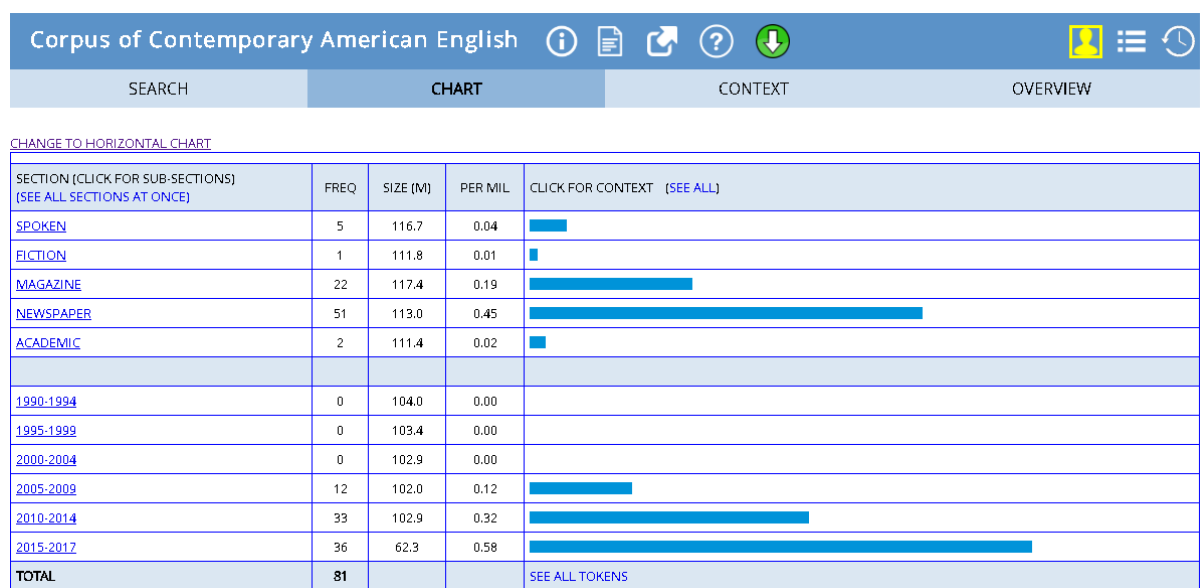 Corpus of Contemporary American English
SEARCH CHART CONTEXT OVERVIEW
CHANGE TO HORIZONTAL CHART
SECTION (CLICK FOR SUB-SECTIONS)
(SEE ALL SECTIONS AT ONCE) FREQ SIZE (M) PER MIL CLICK FOR CONTEXT (SEE ALL)
SPOKEN 5 116.7 0.04
FICTION 1 111.8 0.01
MAGAZINE 22 117.4 0.19
NEWSPAPER 51 113.0 0.45
ACADEMIC 2 111.4 0.02
1990-1994 0 104.0 0.00
1995-1999 0 103.4 0.00
2000-2004 0 102.9 0.00
2005-2009 12 102.0 0.12
2010-2014 33 102.9 0.32
2015-2017 36 62.3 0.58
TOTAL 81 SEE ALL TOKENS